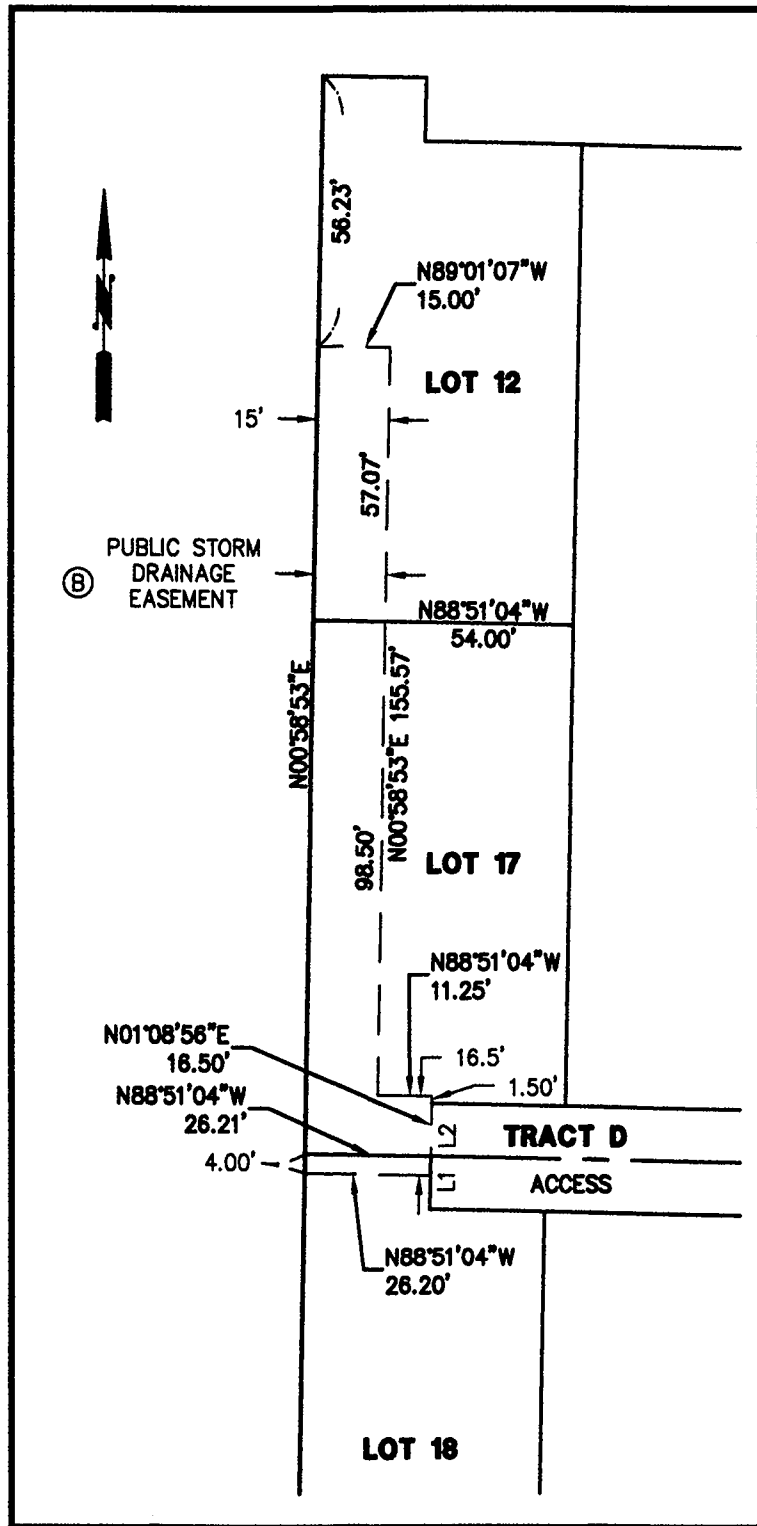 56.23'
N
N89°01'07"W
15.00'
LOT 12
15'
57.07'
PUBLIC STORM
DRAINAGE
EASEMENT
B
N88°51'04"W
54.00'
N00°58'53"E
N00°58'53"E 155.57'
98.50'
LOT 17
N88°51'04"W
11.25'
N01°08'56"E
16.50'
16.5'
1.50'
N88°51'04"W
26.21'
L2
TRACT D
4.00'
L1
ACCESS
N88°51'04"W
26.20'
LOT 18